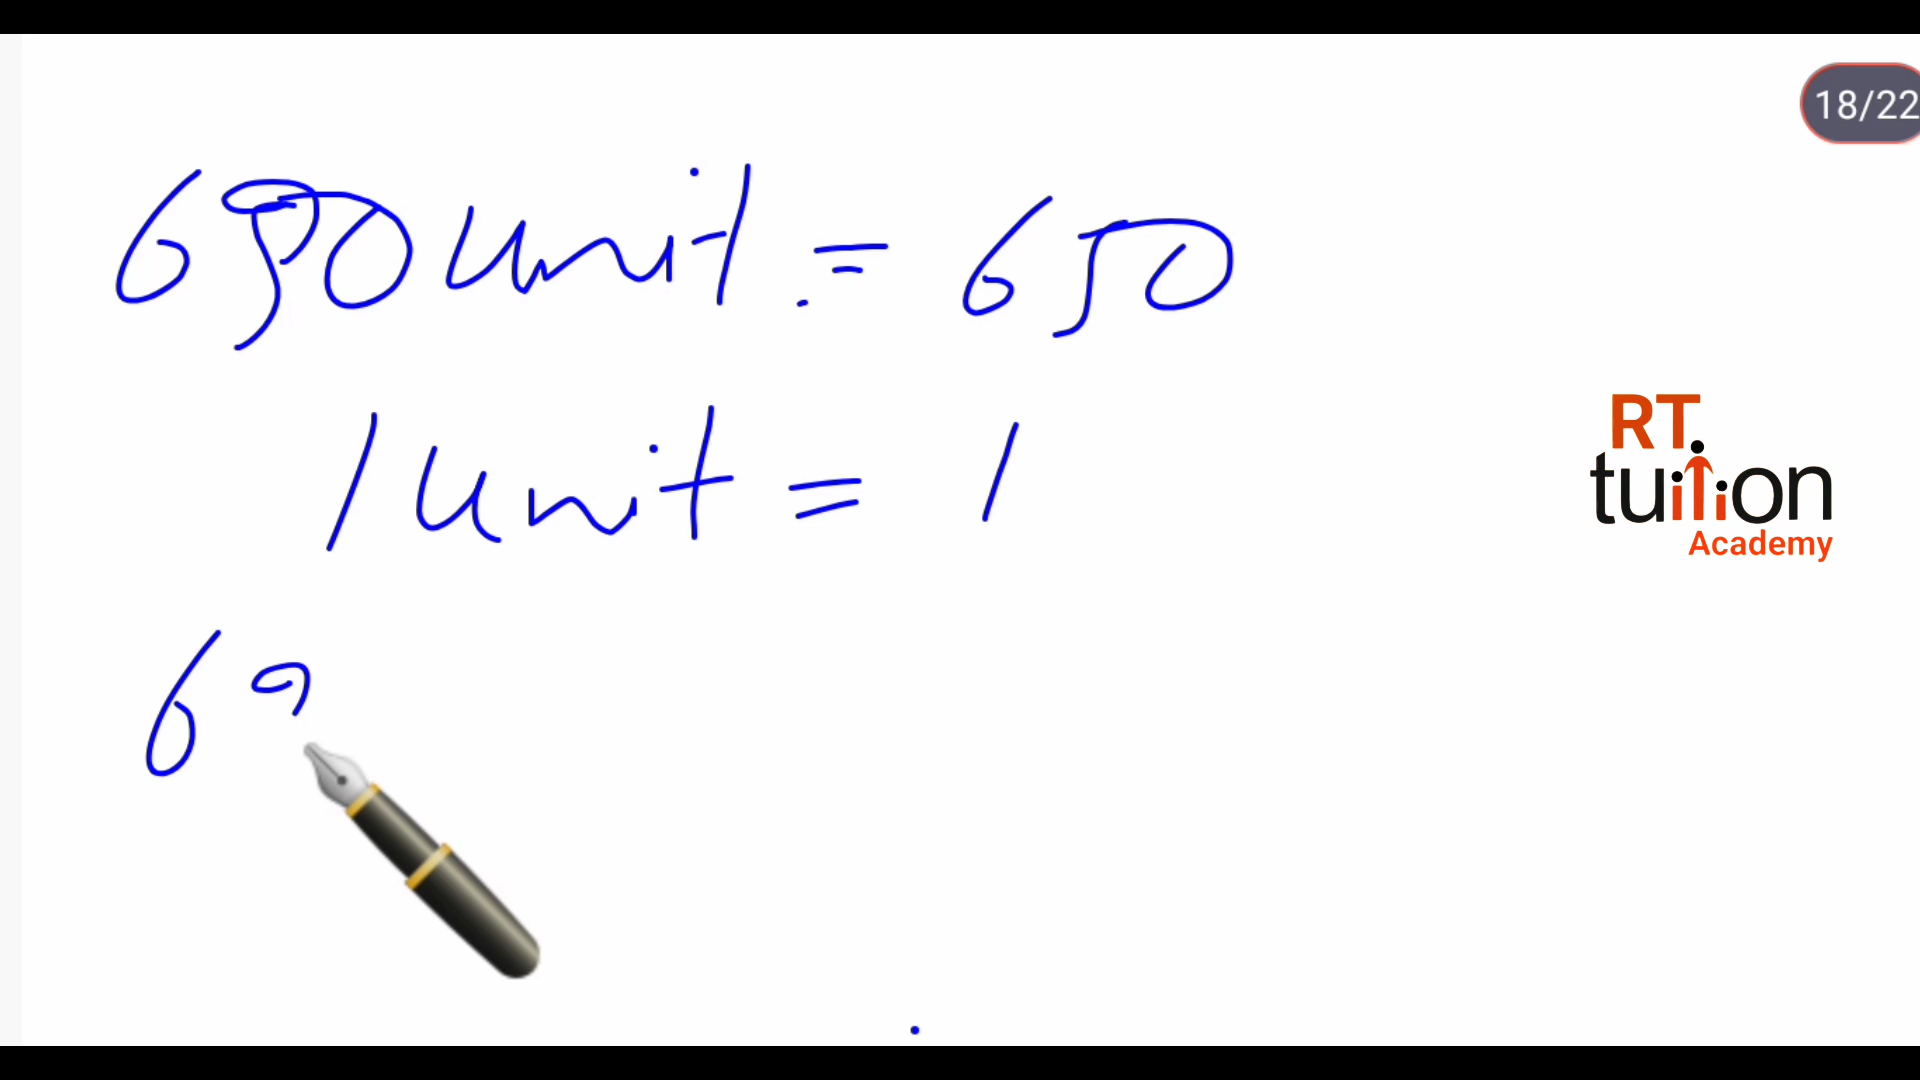 18/22
650 unit = 650
1 unit = 1
69
RT
tuition
Academy